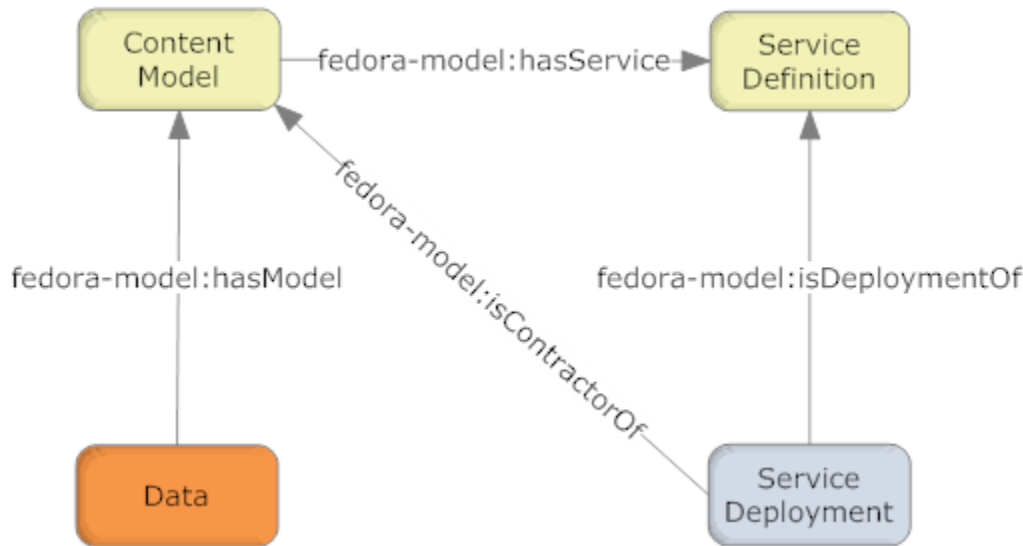 Content
Model
fedora-model:hasService
Service
Definition
fedora-model:isContractorOf
fedora-model:hasModel
fedora-model:isDeploymentOf
Data
Service
Deployment